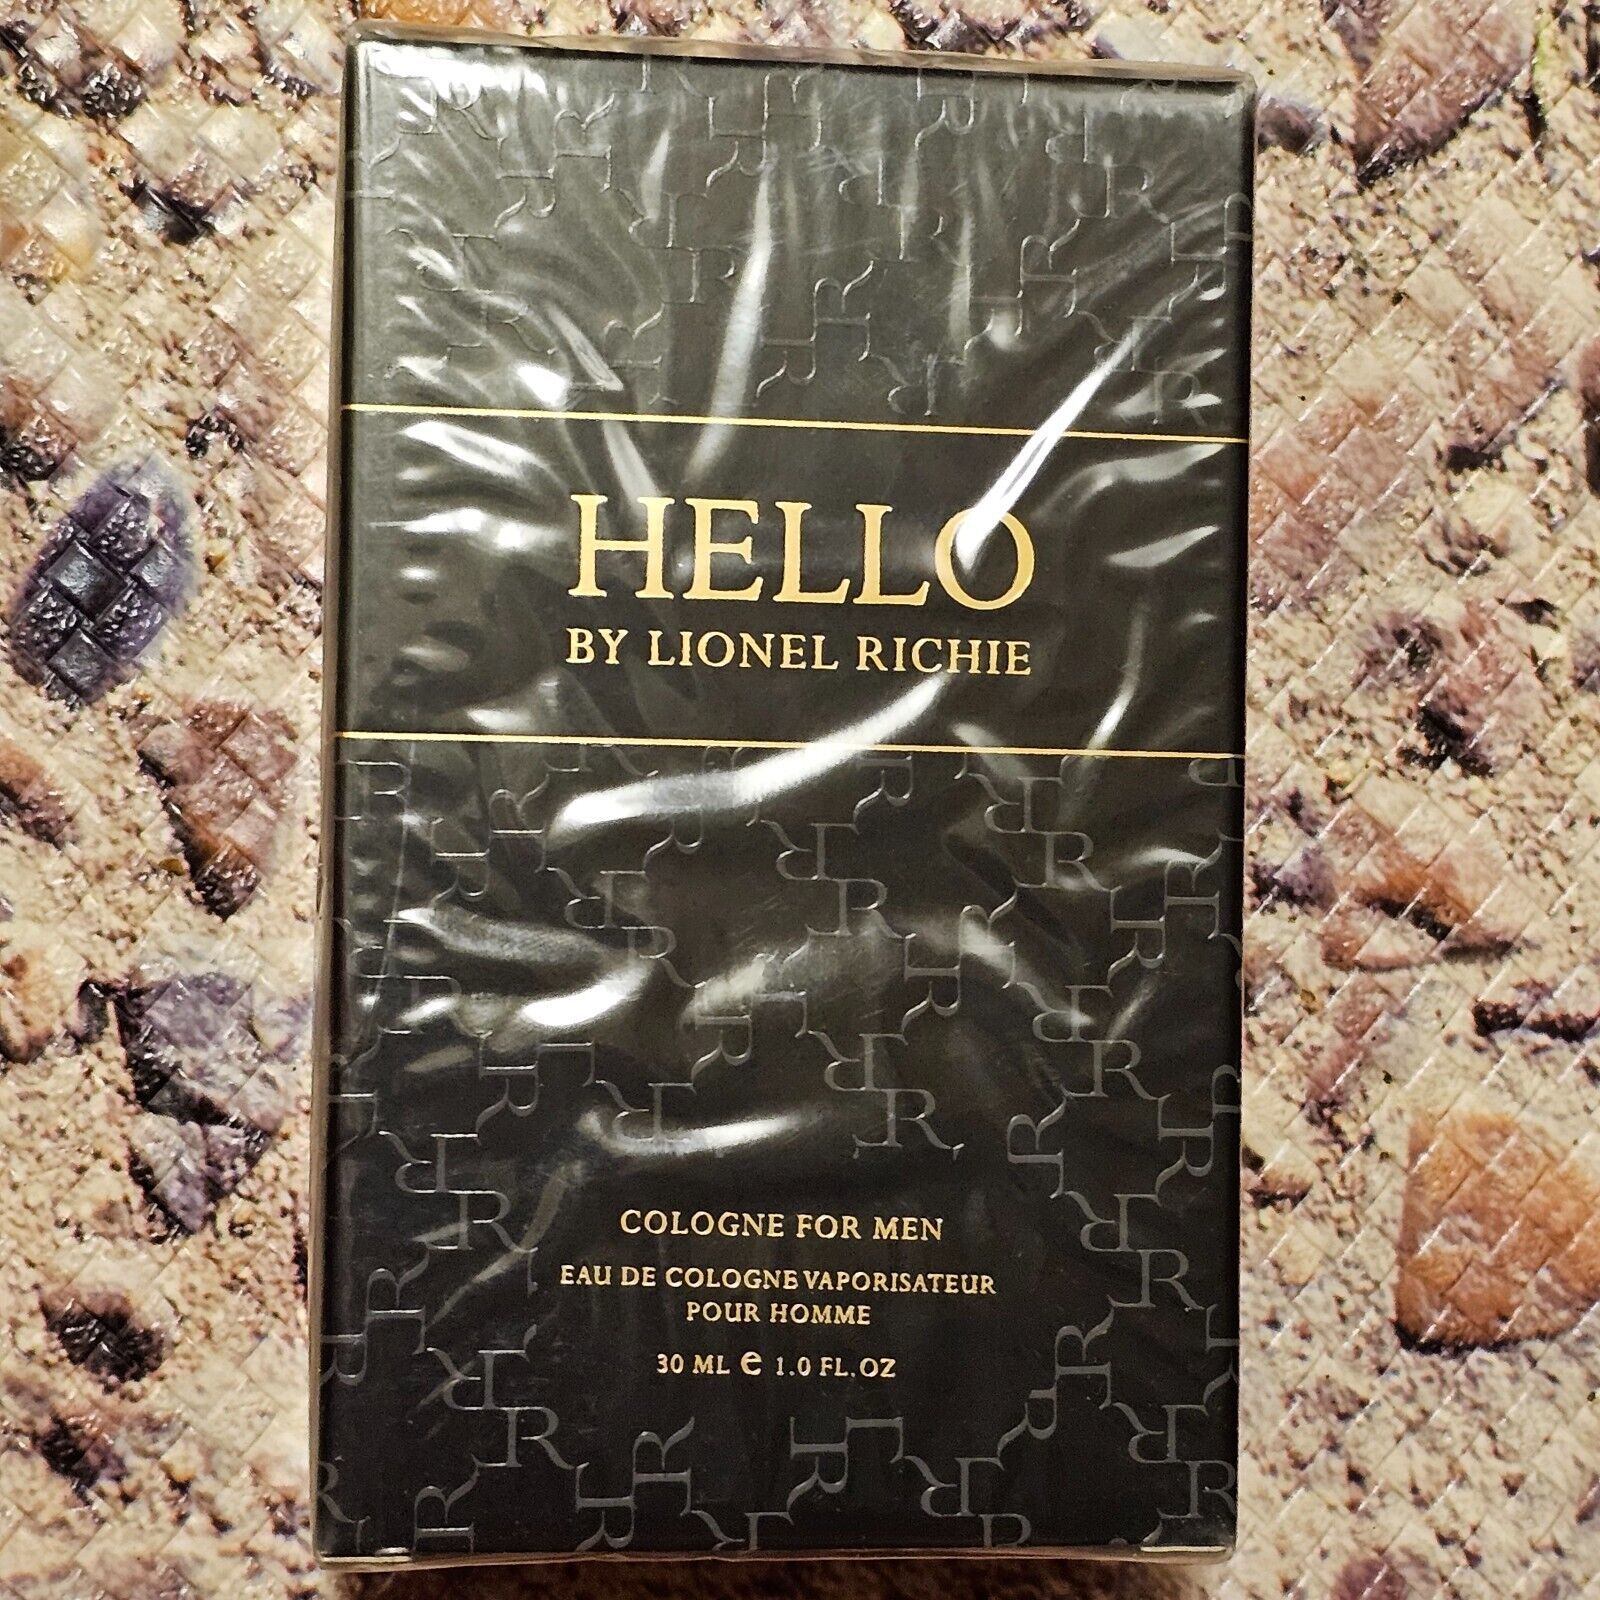 HELLO
BY LIONEL RICHIE
COLOGNE FOR MEN
EAU DE COLOGNE VAPORISATEUR
POUR HOMME
30 ML e 1.0 FL.OZ